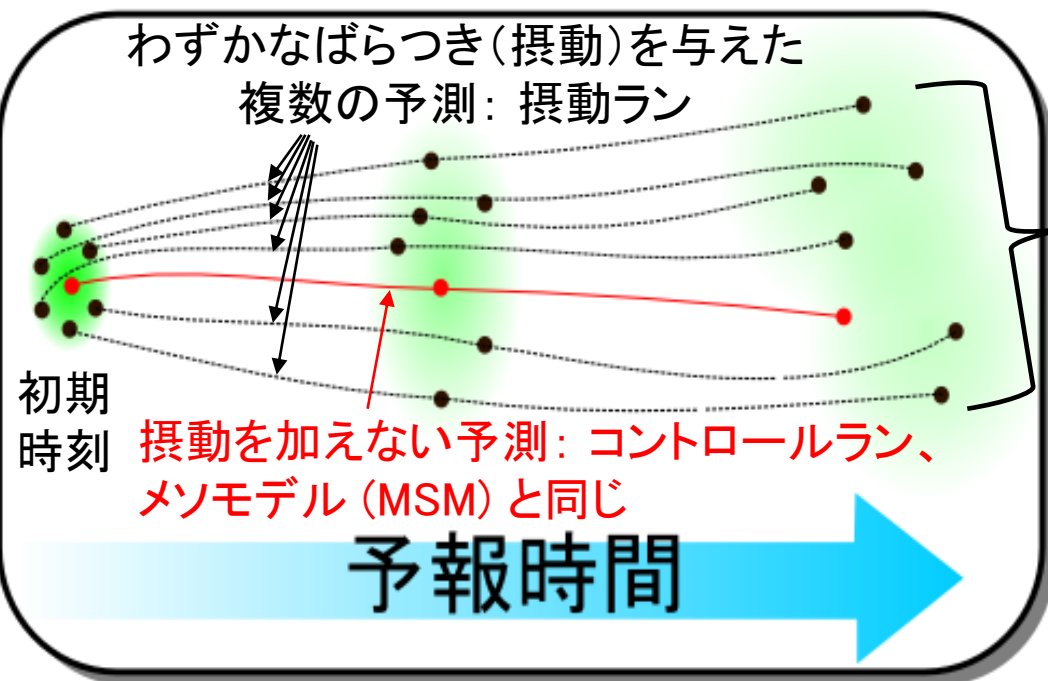 わずかなばらつき（摂動）を与えた
複数の予測： 摂動ラン
初期
時刻
摂動を加えない予測： コントロールラン、
メソモデル (MSM) と同じ
予報時間